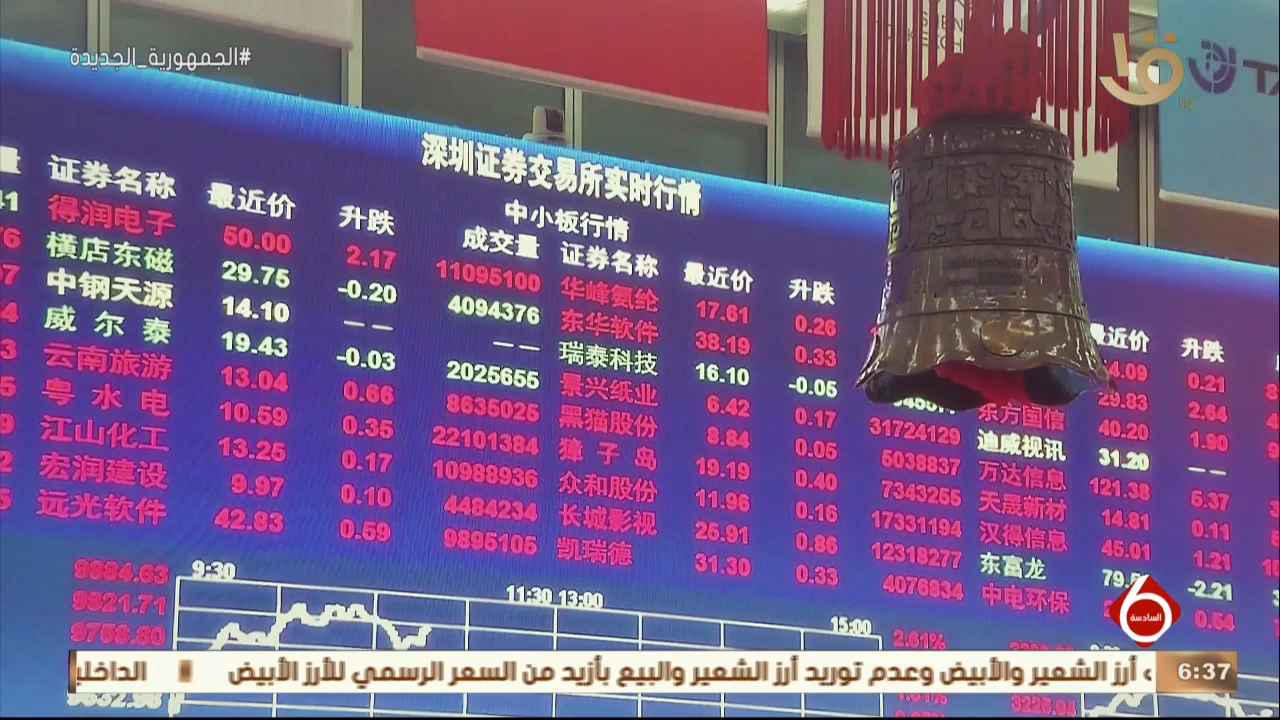 #الجمهورية_الجديدة
深圳证券交易所实时行情
中小板行情
证券名称 最近价 升跌 成交量 证券名称 最近价 升跌 最近价 升跌
得润电子 50.00 2.17 11095100 华峰氨纶 17.61 0.26 0.21
横店东磁 29.75 -0.20 4094376 东华软件 38.19 0.33 29.83 2.64
中钢天源 14.10 -- -- 瑞泰科技 16.10 -0.05 东方国信 40.20 1.90
威尔泰 19.43 -0.03 2025655 景兴纸业 6.42 0.17 31724129 迪威视讯 31.20 --
云南旅游 13.04 0.66 8635025 黑猫股份 8.84 0.05 5038837 万达信息 121.38 5.37
粤水电 10.59 0.35 22101384 獐子岛 19.19 0.40 7343255 天晟新材 14.81 0.11
江山化工 13.25 0.17 10988936 众和股份 11.96 0.16 17331194 汉得信息 45.01 1.21
宏润建设 9.97 0.10 4484234 长城影视 25.91 0.86 12318277 东富龙 -2.21
远光软件 42.83 0.59 9895105 凯瑞德 31.30 0.33 4076834 中电环保 0.54
9884.63
9821.71
9758.80
9:30 11:30 13:00 15:00
2.61%
السادسة
أرز الشعير والأبيض وعدم توريد أرز الشعير والبيع بأزيد من السعر الرسمي للأرز الأبيض
6:37